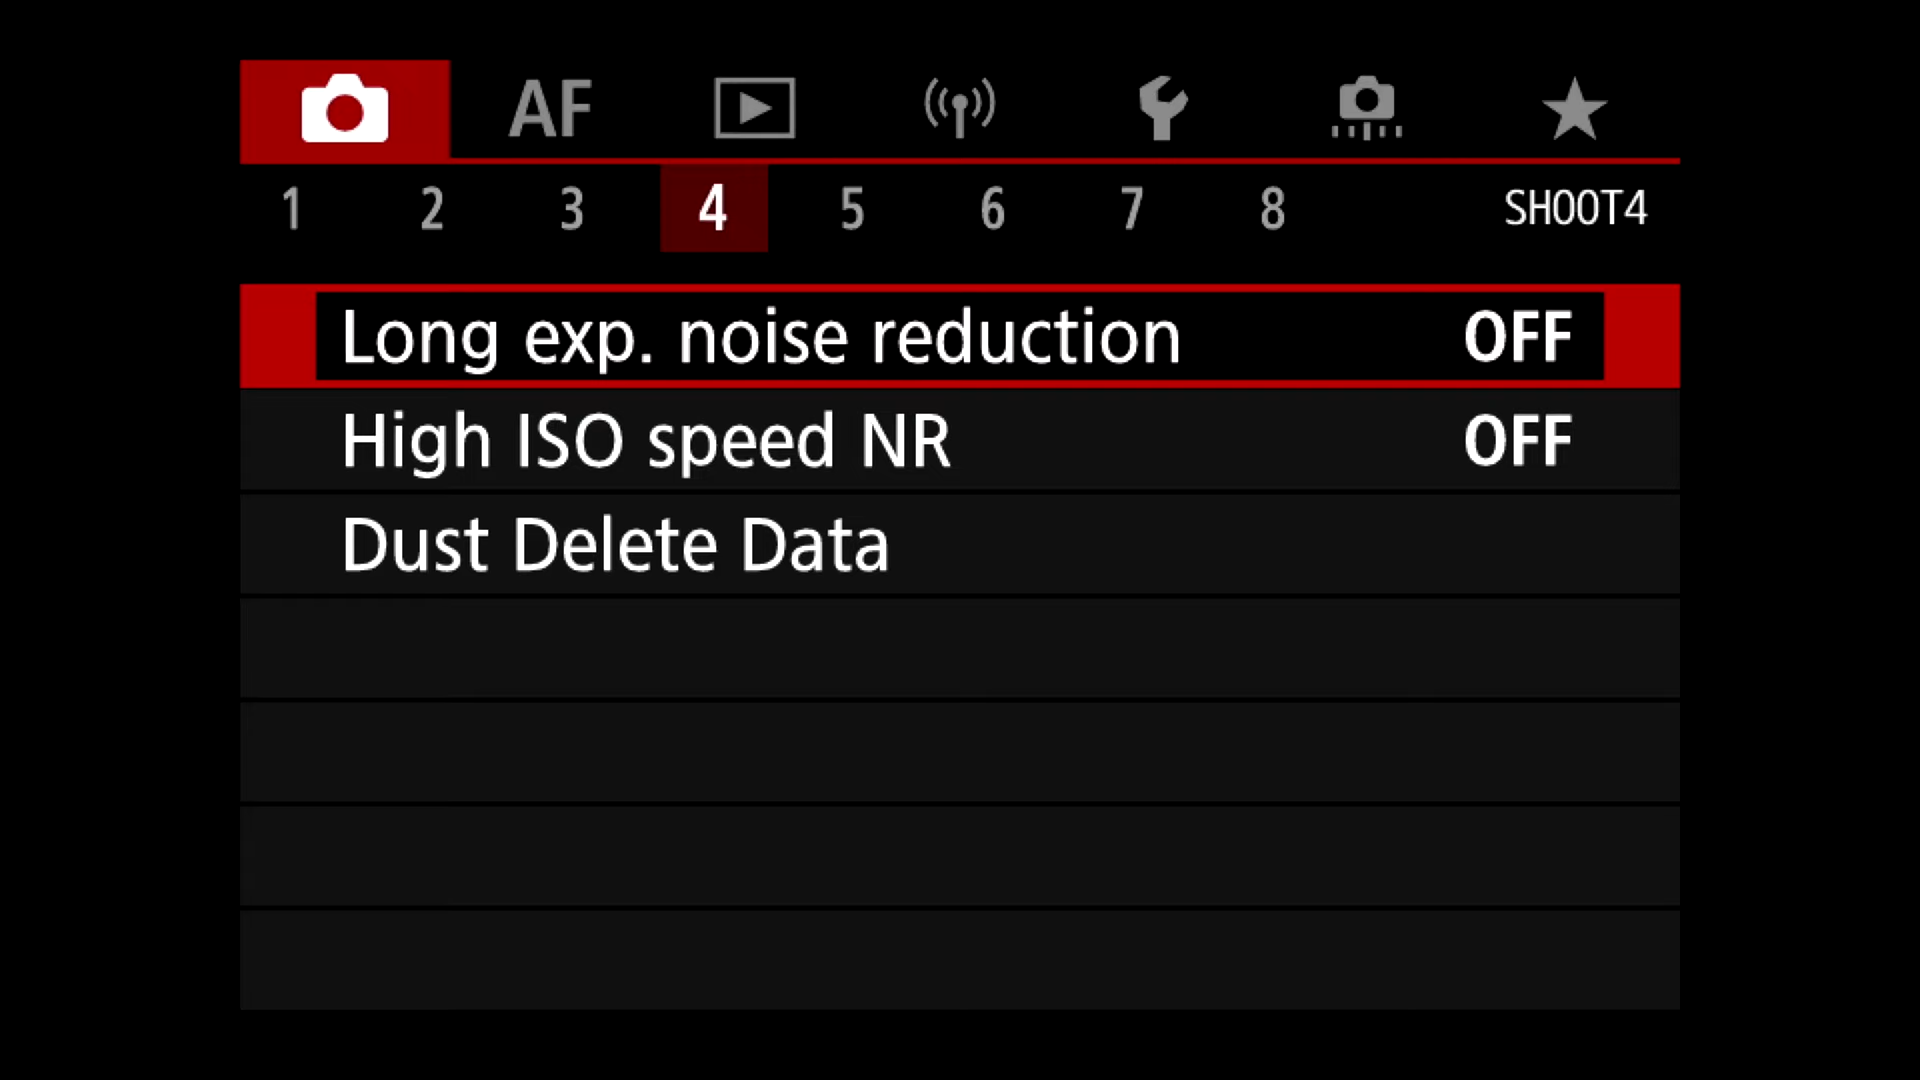 AF
1 2 3 4 5 6 7 8 SHOOT4
Long exp. noise reduction OFF
High ISO speed NR OFF
Dust Delete Data